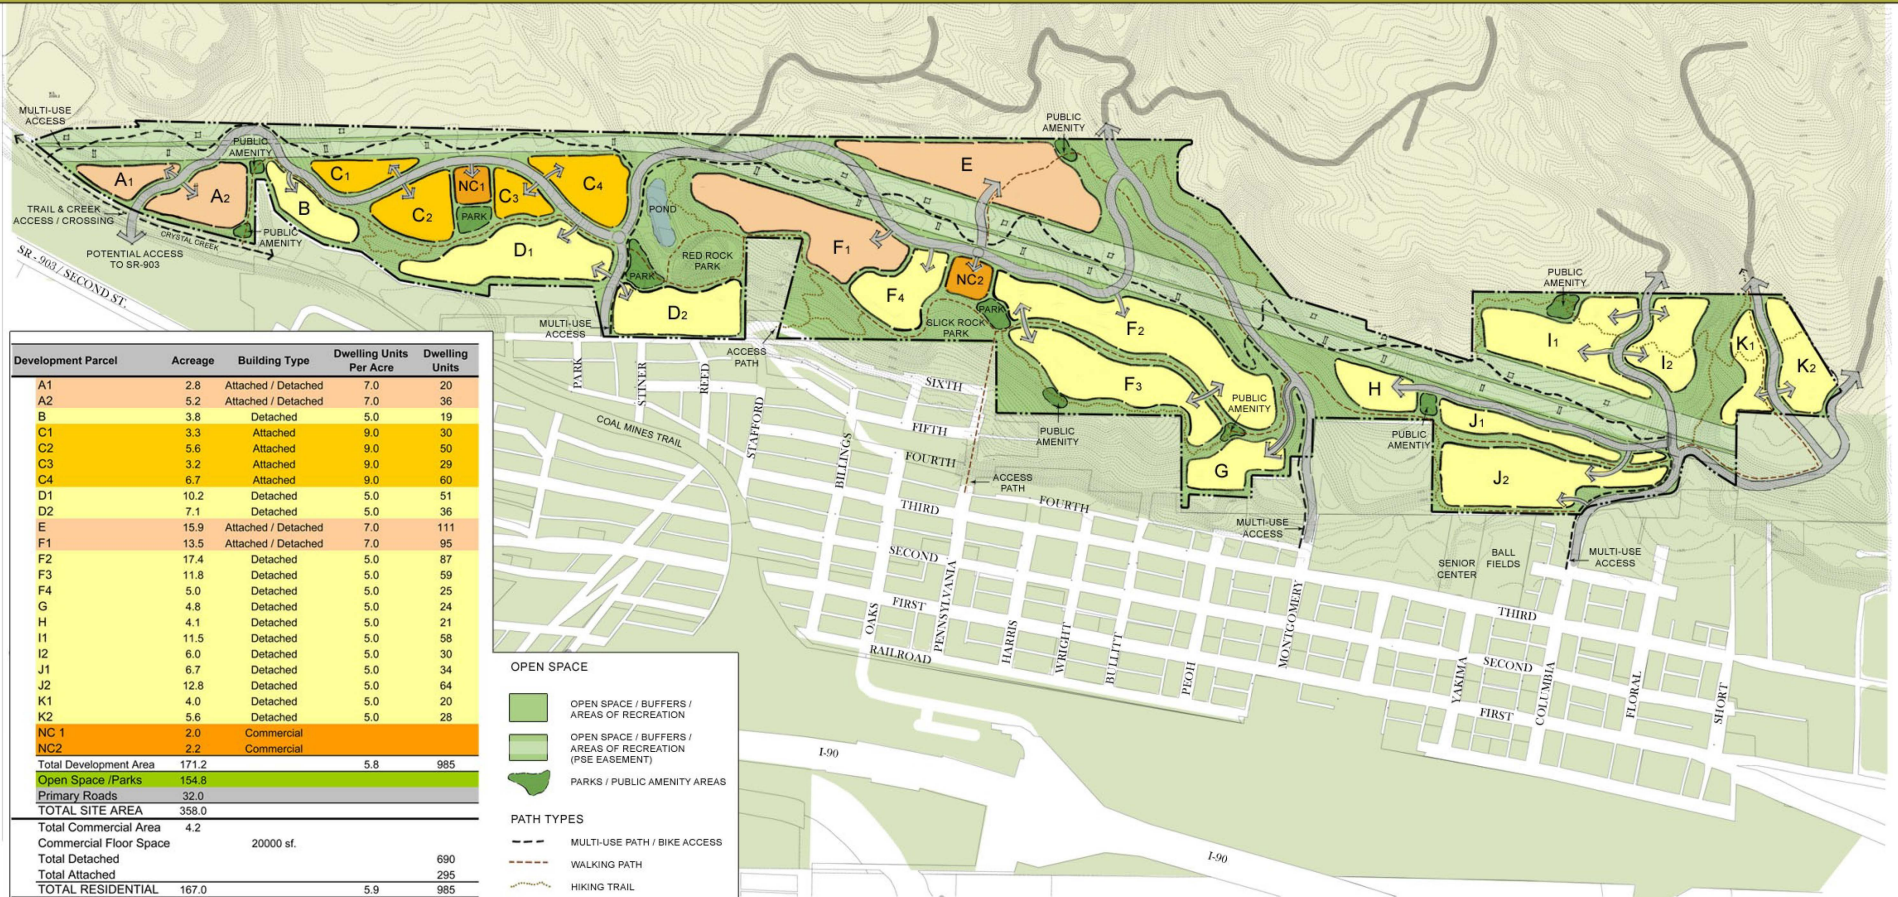 MULTI-USE
ACCESS
PUBLIC
AMENITY
A1
A2
B
C1
C2
NC1
PARK
C3
C4
D1
TRAIL & CREEK
ACCESS / CROSSING
CRYSTAL CREEK
PUBLIC
AMENITY
POTENTIAL ACCESS
TO SR-903
SR - 903 / SECOND ST.
POND
PARK
RED ROCK
PARK
D2
MULTI-USE
ACCESS
ACCESS
PATH
PUBLIC
AMENITY
E
F1
F4
NC2
SLICK ROCK
PARK
PARK
F2
F3
PUBLIC
AMENITY
PUBLIC
AMENITY
G
H
PUBLIC
AMENTIY
PUBLIC
AMENITY
I1
I2
J1
J2
K1
K2
MULTI-USE
ACCESS
MULTI-USE
ACCESS
ACCESS
PATH
SENIOR
CENTER
BALL
FIELDS
PARK
STINER
REED
STAFFORD
BILLINGS
COAL MINES TRAIL
SIXTH
FIFTH
FOURTH
FOURTH
THIRD
SECOND
FIRST
RAILROAD
OAKS
PENNSYLVANIA
HARRIS
WRIGHT
BULLITT
PEOH
MONTGOMERY
YAKIMA
COLUMBIA
FLORAL
SHORT
THIRD
SECOND
FIRST
I-90
I-90
Development Parcel Acreage Building Type Dwelling Units Per Acre Dwelling Units
A1 2.8 Attached / Detached 7.0 20
A2 5.2 Attached / Detached 7.0 36
B 3.8 Detached 5.0 19
C1 3.3 Attached 9.0 30
C2 5.6 Attached 9.0 50
C3 3.2 Attached 9.0 29
C4 6.7 Attached 9.0 60
D1 10.2 Detached 5.0 51
D2 7.1 Detached 5.0 36
E 15.9 Attached / Detached 7.0 111
F1 13.5 Attached / Detached 7.0 95
F2 17.4 Detached 5.0 87
F3 11.8 Detached 5.0 59
F4 5.0 Detached 5.0 25
G 4.8 Detached 5.0 24
H 4.1 Detached 5.0 21
I1 11.5 Detached 5.0 58
I2 6.0 Detached 5.0 30
J1 6.7 Detached 5.0 34
J2 12.8 Detached 5.0 64
K1 4.0 Detached 5.0 20
K2 5.6 Detached 5.0 28
NC 1 2.0 Commercial
NC2 2.2 Commercial
Total Development Area 171.2 5.8 985
Open Space /Parks 154.8
Primary Roads 32.0
TOTAL SITE AREA 358.0
Total Commercial Area 4.2
Commercial Floor Space 20000 sf.
Total Detached 690
Total Attached 295
TOTAL RESIDENTIAL 167.0 5.9 985
OPEN SPACE
OPEN SPACE / BUFFERS /
AREAS OF RECREATION
OPEN SPACE / BUFFERS /
AREAS OF RECREATION
(PSE EASEMENT)
PARKS / PUBLIC AMENITY AREAS
PATH TYPES
MULTI-USE PATH / BIKE ACCESS
WALKING PATH
HIKING TRAIL